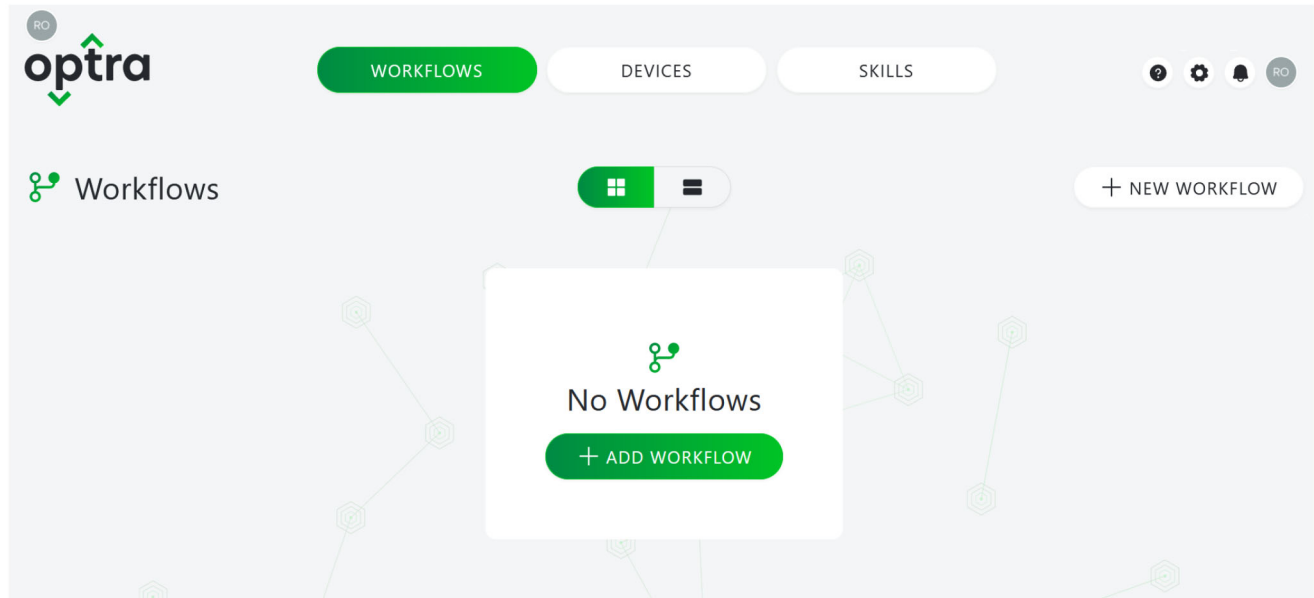 RO
optra
WORKFLOWS
DEVICES
SKILLS
?
RO
Workflows
+ NEW WORKFLOW
No Workflows
+ ADD WORKFLOW